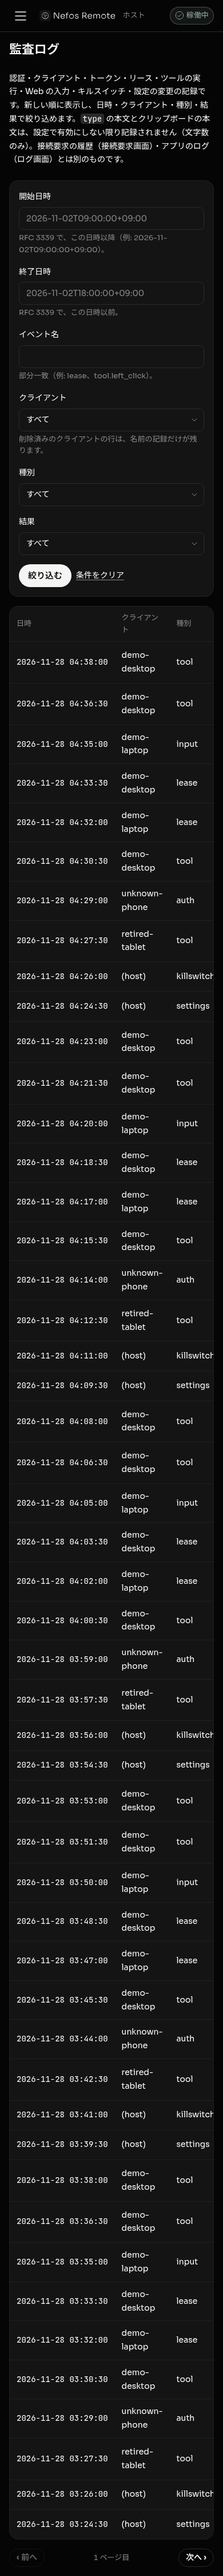 Nefos Remote ホスト 稼働中
監査ログ
認証・クライアント・トークン・リース・ツールの実
行・Web の入力・キルスイッチ・設定の変更の記録で
す。新しい順に表示し、日時・クライアント・種別・結
果で絞り込めます。type の本文とクリップボードの本
文は、設定で有効にしない限り記録されません（文字数
のみ）。接続要求の履歴（接続要求画面）・アプリのログ
（ログ画面）とは別のものです。
開始日時
2026-11-02T09:00:00+09:00
RFC 3339 で、この日時以降（例: 2026-11-
02T09:00:00+09:00）。
終了日時
2026-11-02T18:00:00+09:00
RFC 3339 で、この日時以前。
イベント名
部分一致（例: lease、tool.left_click）。
クライアント
すべて
削除済みのクライアントの行は、名前の記録だけが残
ります。
種別
すべて
結果
すべて
絞り込む 条件をクリア
日時 クライアン
ト 種別
2026-11-28 04:38:00 demo-
desktop tool
2026-11-28 04:36:30 demo-
desktop tool
2026-11-28 04:35:00 demo-
laptop input
2026-11-28 04:33:30 demo-
desktop lease
2026-11-28 04:32:00 demo-
laptop lease
2026-11-28 04:30:30 demo-
desktop tool
2026-11-28 04:29:00 unknown-
phone auth
2026-11-28 04:27:30 retired-
tablet tool
2026-11-28 04:26:00 (host) killswitch
2026-11-28 04:24:30 (host) settings
2026-11-28 04:23:00 demo-
desktop tool
2026-11-28 04:21:30 demo-
desktop tool
2026-11-28 04:20:00 demo-
laptop input
2026-11-28 04:18:30 demo-
desktop lease
2026-11-28 04:17:00 demo-
laptop lease
2026-11-28 04:15:30 demo-
desktop tool
2026-11-28 04:14:00 unknown-
phone auth
2026-11-28 04:12:30 retired-
tablet tool
2026-11-28 04:11:00 (host) killswitch
2026-11-28 04:09:30 (host) settings
2026-11-28 04:08:00 demo-
desktop tool
2026-11-28 04:06:30 demo-
desktop tool
2026-11-28 04:05:00 demo-
laptop input
2026-11-28 04:03:30 demo-
desktop lease
2026-11-28 04:02:00 demo-
laptop lease
2026-11-28 04:00:30 demo-
desktop tool
2026-11-28 03:59:00 unknown-
phone auth
2026-11-28 03:57:30 retired-
tablet tool
2026-11-28 03:56:00 (host) killswitch
2026-11-28 03:54:30 (host) settings
2026-11-28 03:53:00 demo-
desktop tool
2026-11-28 03:51:30 demo-
desktop tool
2026-11-28 03:50:00 demo-
laptop input
2026-11-28 03:48:30 demo-
desktop lease
2026-11-28 03:47:00 demo-
laptop lease
2026-11-28 03:45:30 demo-
desktop tool
2026-11-28 03:44:00 unknown-
phone auth
2026-11-28 03:42:30 retired-
tablet tool
2026-11-28 03:41:00 (host) killswitch
2026-11-28 03:39:30 (host) settings
2026-11-28 03:38:00 demo-
desktop tool
2026-11-28 03:36:30 demo-
desktop tool
2026-11-28 03:35:00 demo-
laptop input
2026-11-28 03:33:30 demo-
desktop lease
2026-11-28 03:32:00 demo-
laptop lease
2026-11-28 03:30:30 demo-
desktop tool
2026-11-28 03:29:00 unknown-
phone auth
2026-11-28 03:27:30 retired-
tablet tool
2026-11-28 03:26:00 (host) killswitch
2026-11-28 03:24:30 (host) settings
‹ 前へ 1 ページ目 次へ ›